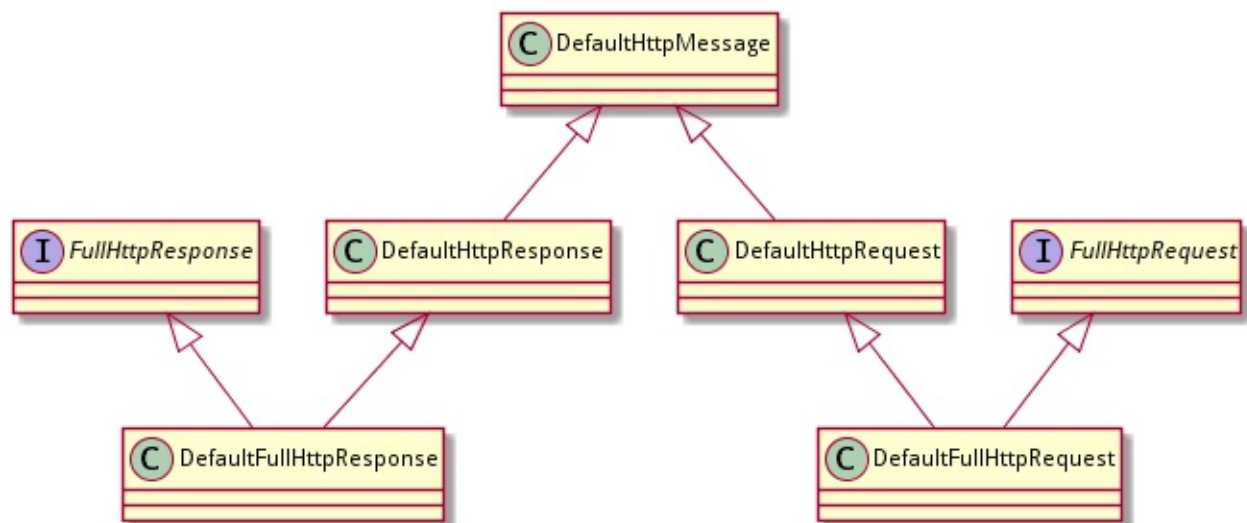 C DefaultHttpMessage
I FullHttpResponse
C DefaultHttpResponse
C DefaultHttpRequest
I FullHttpRequest
C DefaultFullHttpResponse
C DefaultFullHttpRequest